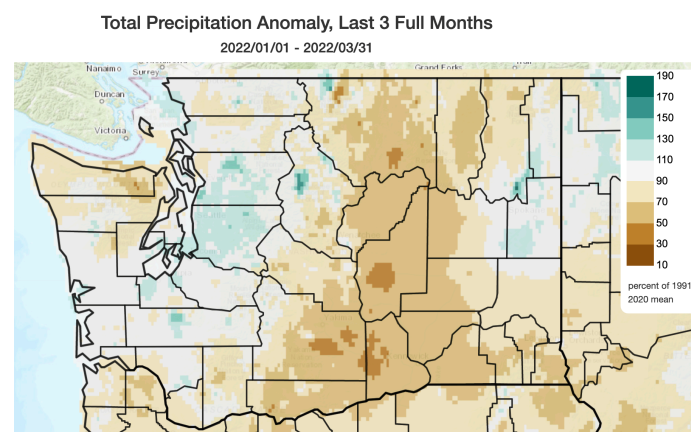 Total Precipitation Anomaly, Last 3 Full Months
2022/01/01 - 2022/03/31
Nanaimo
Surrey
Grand Forks
Duncan
Victoria
190
170
150
130
110
90
70
50
30
10
percent of 1991
2020 mean